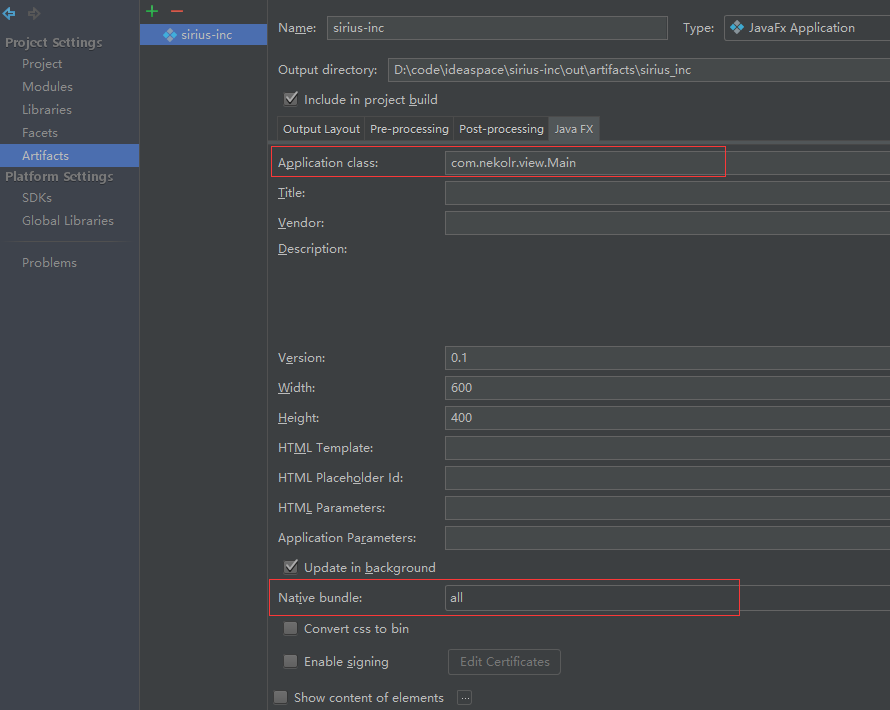 Project Settings
Project
Modules
Libraries
Facets
Artifacts
Platform Settings
SDKs
Global Libraries
Problems
sirius-inc
Name: sirius-inc Type: JavaFx Application
Output directory: D:\code\ideaspace\sirius-inc\out\artifacts\sirius_inc
Include in project build
Output Layout Pre-processing Post-processing Java FX
Application class: com.nekolr.view.Main
Title:
Vendor:
Description:
Version: 0.1
Width: 600
Height: 400
HTML Template:
HTML Placeholder Id:
HTML Parameters:
Application Parameters:
Update in background
Native bundle: all
Convert css to bin
Enable signing Edit Certificates
Show content of elements ...